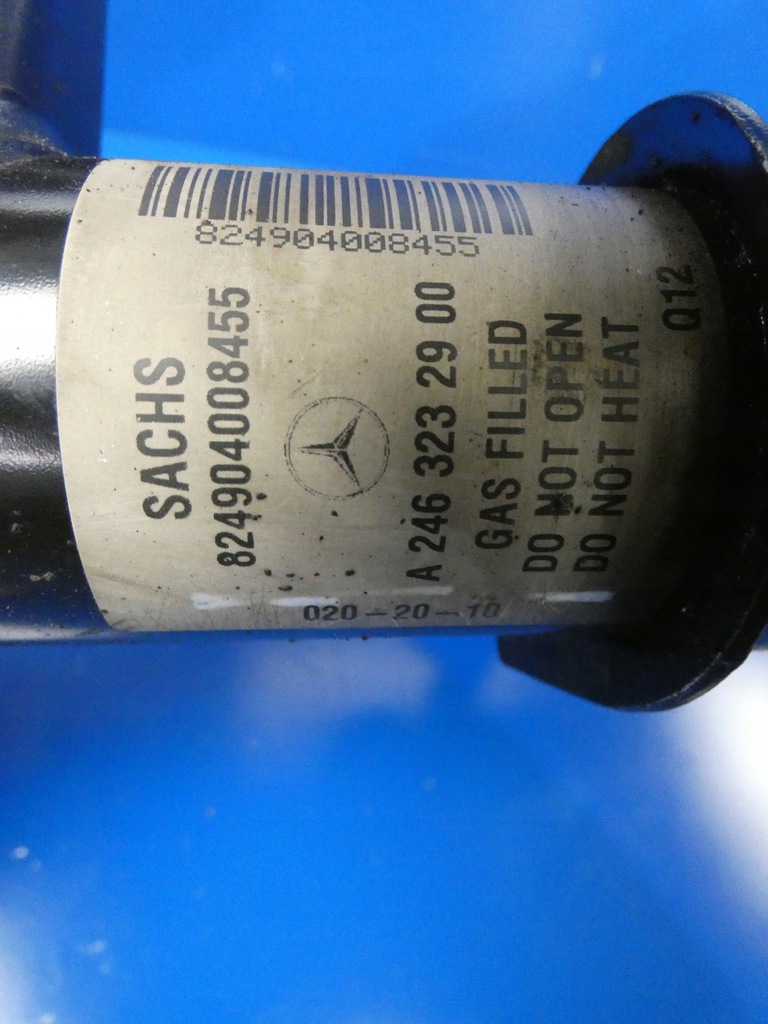 824904008455
SACHS
824904008455
A 246 323 29 00
GAS FILLED
DO NOT OPEN
DO NOT HEAT
Q12
020-20-10